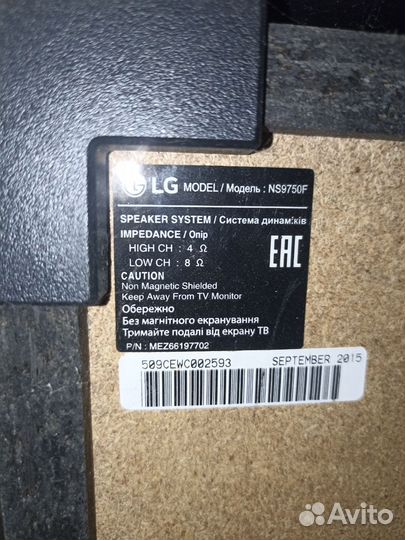 LG MODEL / Модель : NS9750F
SPEAKER SYSTEM / Система динаміків
IMPEDANCE / Опір
HIGH CH : 4 Ω
LOW CH : 8 Ω
CAUTION
Non Magnetic Shielded
Keep Away From TV Monitor
Обережно
Без магнітного екранування
Тримайте подалі від екрану ТВ
P/N : MEZ66197702
EAC
509CEWC002593
SEPTEMBER 2015
Avito